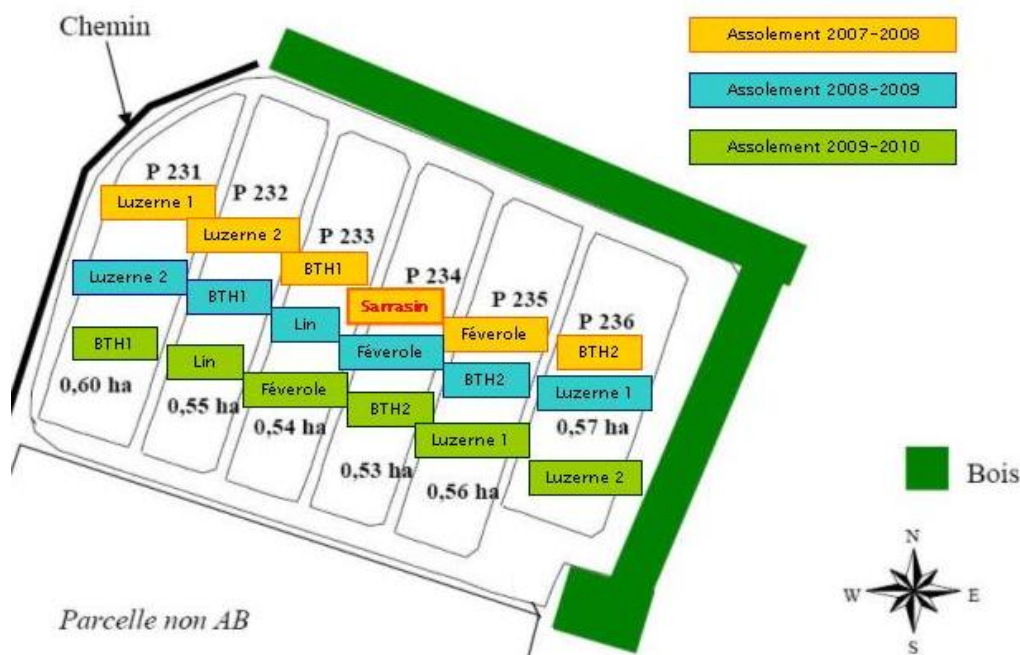 Chemin
Assolement 2007-2008
Assolement 2008-2009
Assolement 2009-2010
P 231
Luzerne 1
Luzerne 2
BTH1
0,60 ha
P 232
Luzerne 2
BTH1
Lin
0,55 ha
P 233
BTH1
Lin
Féverole
0,54 ha
P 234
Sarrasin
Féverole
BTH2
0,53 ha
P 235
Féverole
BTH2
Luzerne 1
0,56 ha
P 236
BTH2
Luzerne 1
0,57 ha
Luzerne 2
Bois
N
W
E
S
Parcelle non AB